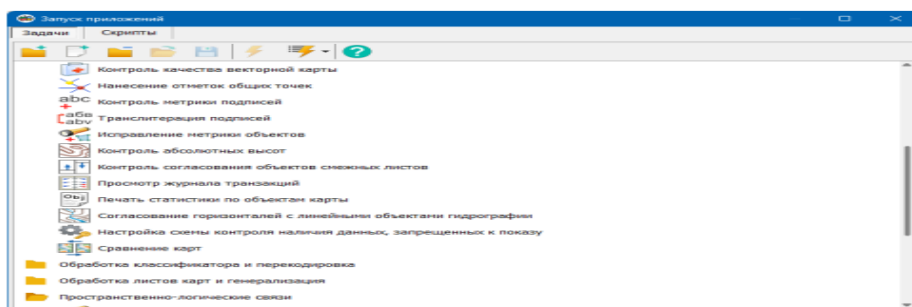 Запуск приложений
Задачи Скрипты
Контроль качества векторной карты
Нанесение отметок общих точек
abc Контроль метрики подписей
абв
abv Транслитерация подписей
Исправление метрики объектов
Контроль абсолютных высот
Контроль согласования объектов смежных листов
Просмотр журнала транзакций
Obj Печать статистики по объектам карты
Согласование горизонталей с линейными объектами гидрографии
Настройка схемы контроля наличия данных, запрещенных к показу
Сравнение карт
Обработка классификатора и перекодировка
Обработка листов карт и генерализация
Пространственно-логические связи